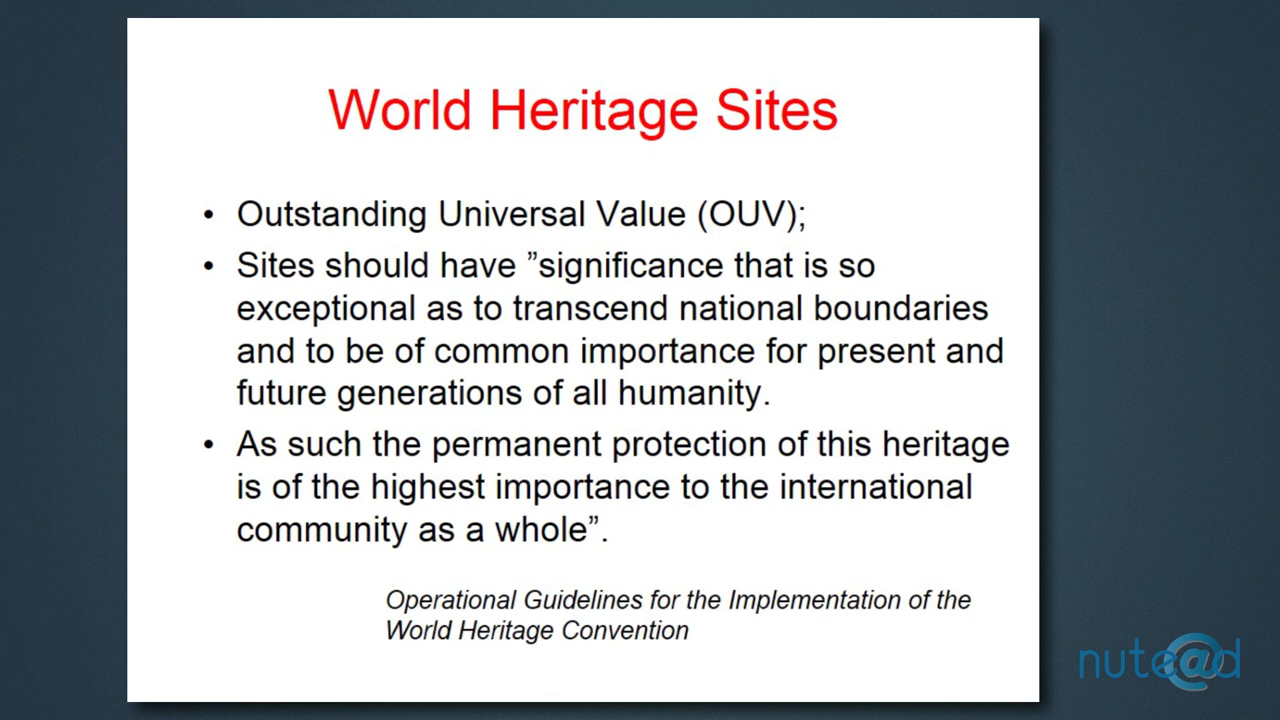 World Heritage Sites
• Outstanding Universal Value (OUV);
• Sites should have ”significance that is so
exceptional as to transcend national boundaries
and to be of common importance for present and
future generations of all humanity.
• As such the permanent protection of this heritage
is of the highest importance to the international
community as a whole”.
Operational Guidelines for the Implementation of the
World Heritage Convention
nute@d